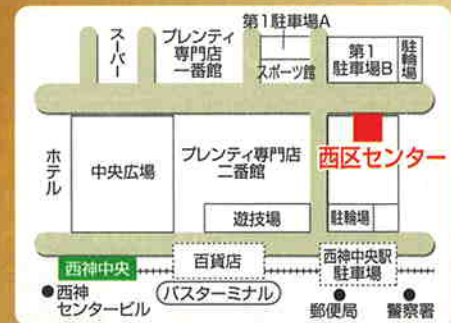 第1駐車場A
スーパー
プレンティ
専門店
一番館
スポーツ館
第1
駐車場B
駐輪場
ホテル
中央広場
プレンティ専門店
二番館
西区センター
遊技場
駐輪場
西神中央
百貨店
西神中央駅
駐車場
●西神
センタービル
バスターミナル
郵便局
警察署